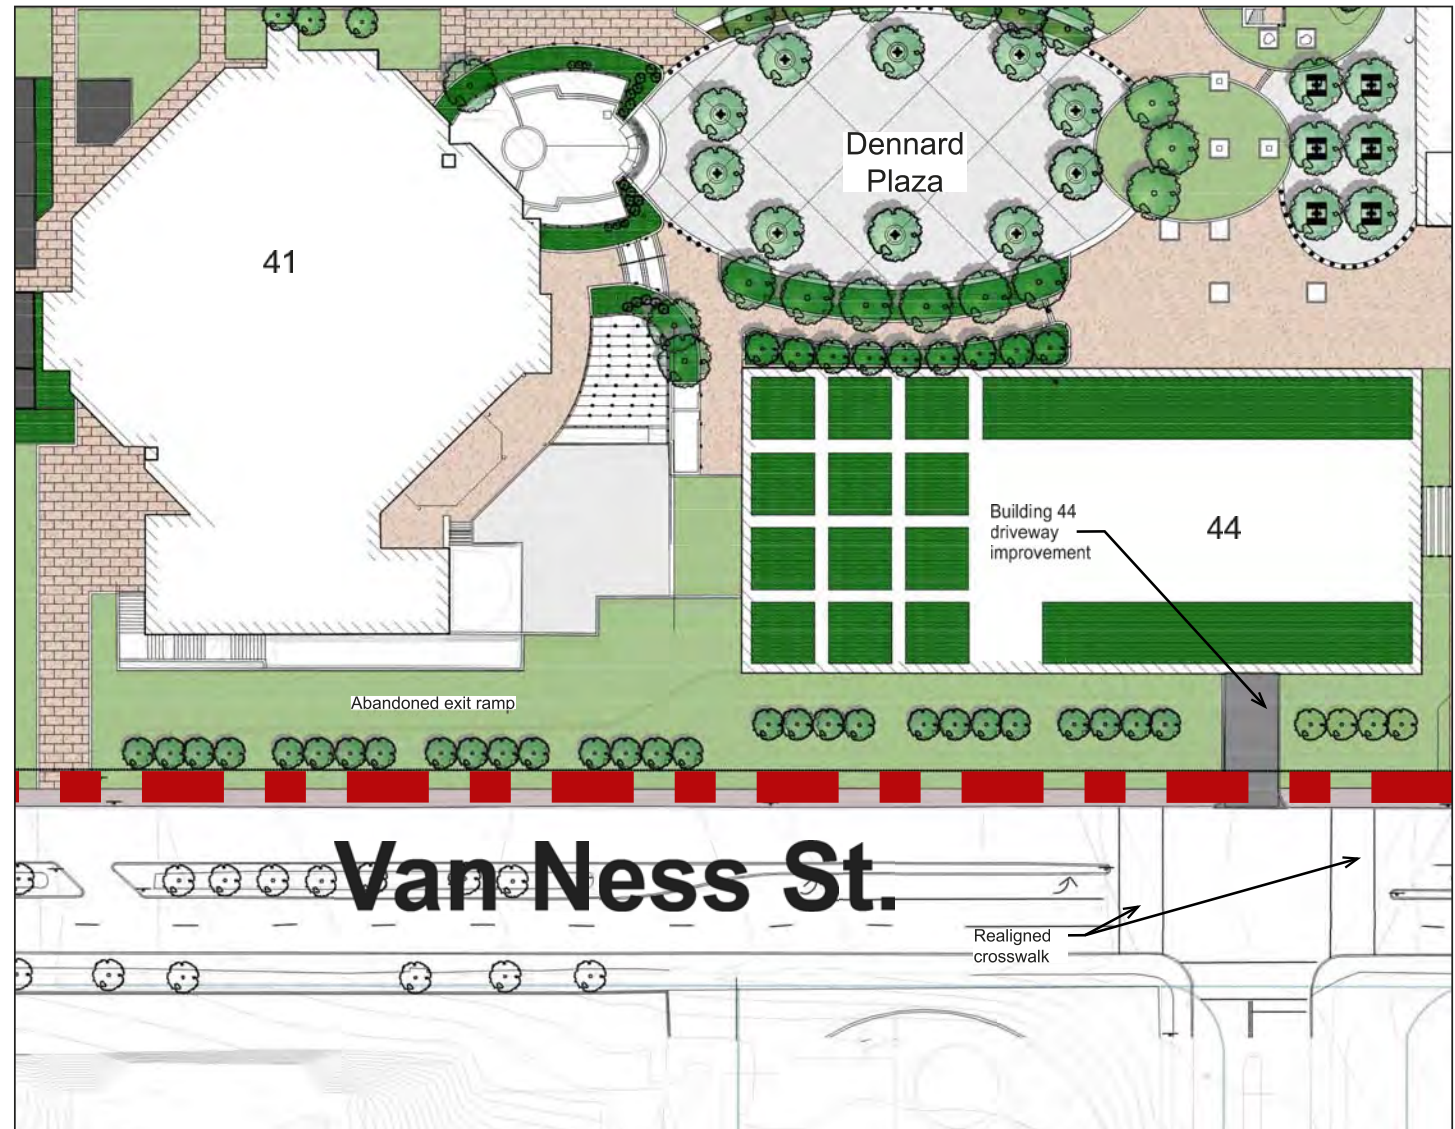 Dennard
Plaza
41
Building 44
driveway
improvement
44
Abandoned exit ramp
Van Ness St.
Realigned
crosswalk